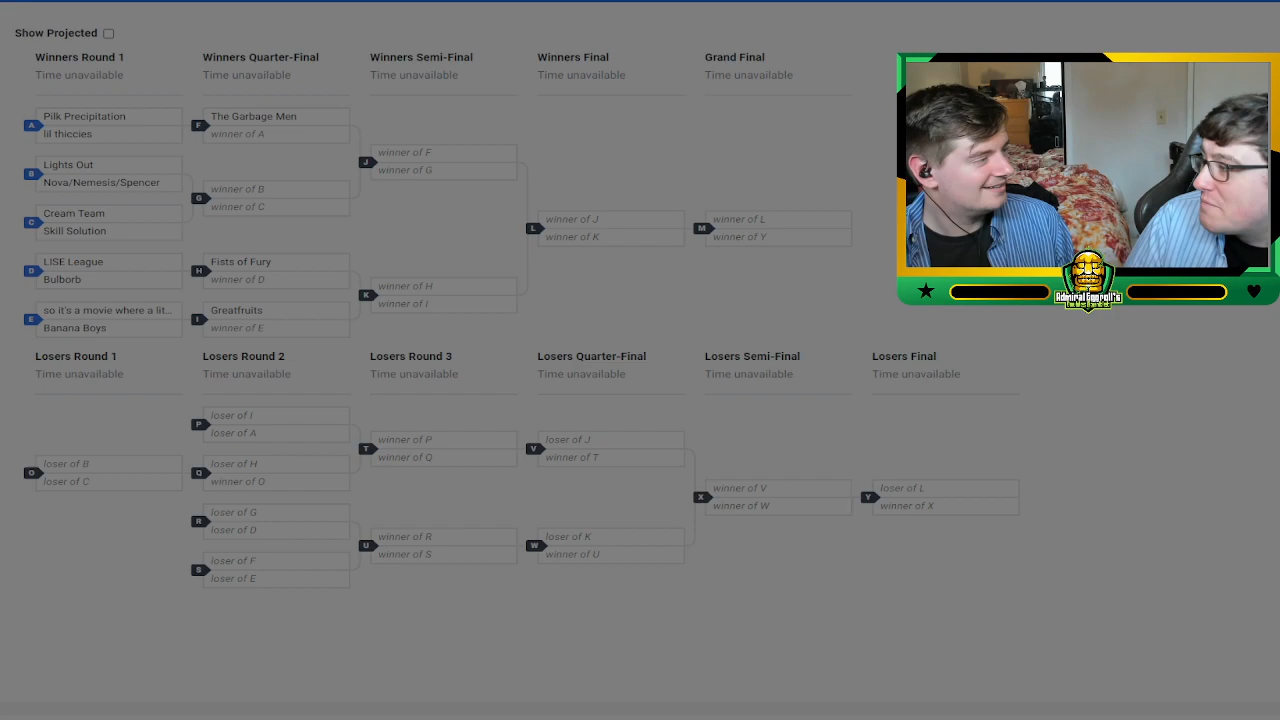 Show Projected
Winners Round 1
Winners Quarter-Final
Winners Semi-Final
Winners Final
Grand Final
Time unavailable
Time unavailable
Time unavailable
Time unavailable
Time unavailable
A
Pilk Precipitation
lil thiccies
B
Lights Out
Nova/Nemesis/Spencer
C
Cream Team
Skill Solution
D
LISE League
Bulborb
E
so it's a movie where a lit...
Banana Boys
F
The Garbage Men
winner of A
G
winner of B
winner of C
H
Fists of Fury
winner of D
I
Greatfruits
winner of E
J
winner of F
winner of G
K
winner of H
winner of I
L
winner of J
winner of K
M
winner of L
winner of Y
Losers Round 1
Losers Round 2
Losers Round 3
Losers Quarter-Final
Losers Semi-Final
Losers Final
Time unavailable
Time unavailable
Time unavailable
Time unavailable
Time unavailable
Time unavailable
O
loser of B
loser of C
P
loser of I
loser of A
Q
loser of H
winner of O
R
loser of G
loser of D
S
loser of F
loser of E
T
winner of P
winner of Q
U
winner of R
winner of S
V
loser of J
winner of T
W
loser of K
winner of U
X
winner of V
winner of W
Y
loser of L
winner of X